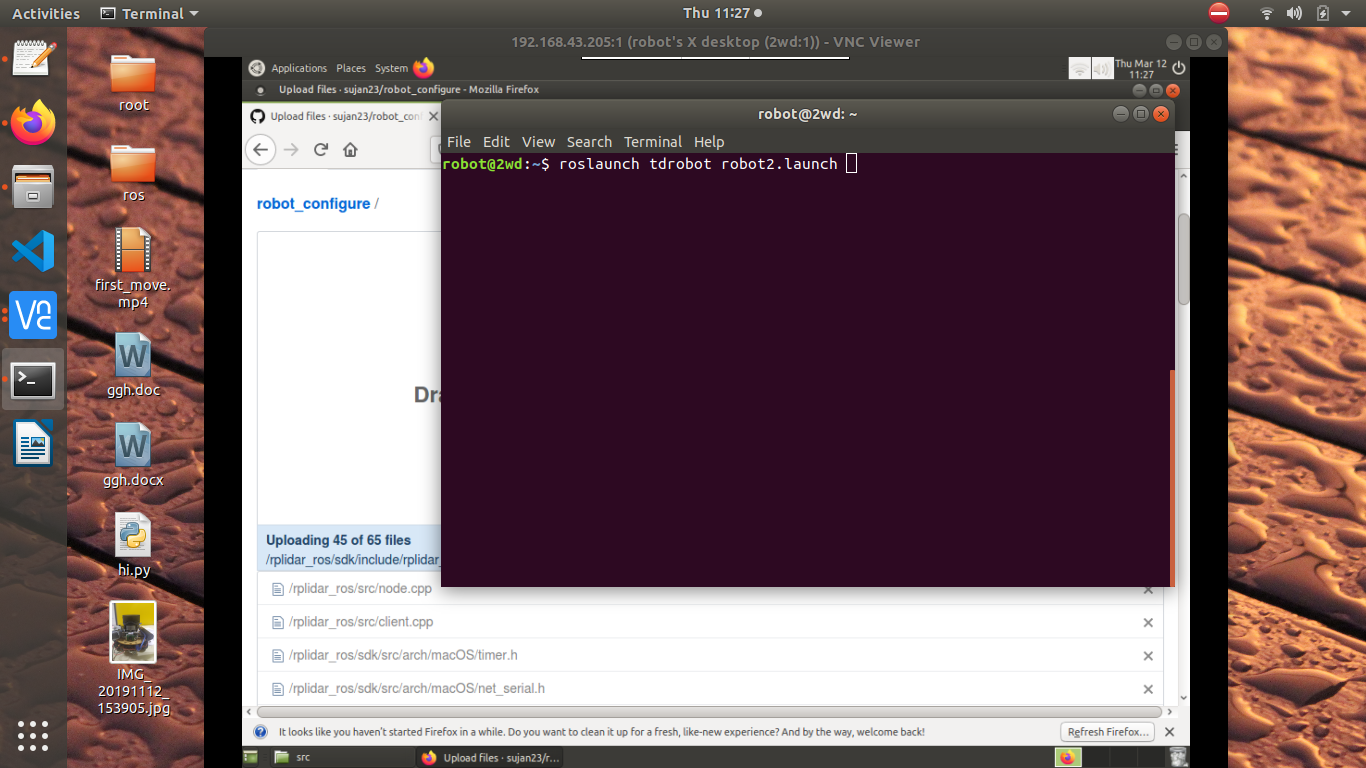 Activities
Terminal
Thu 11:27
root
ros
first_move.
mp4
ggh.doc
ggh.docx
hi.py
IMG_
20191112_
153905.jpg
192.168.43.205:1 (robot's X desktop (2wd:1)) - VNC Viewer
Applications Places System
Thu Mar 12
11:27
Upload files · sujan23/robot_configure - Mozilla Firefox
Upload files · sujan23/robot_conf
robot@2wd: ~
File Edit View Search Terminal Help
robot@2wd:~$ roslaunch tdrobot robot2.launch
robot_configure /
Dra
Uploading 45 of 65 files
/rplidar_ros/sdk/include/rplidar_
/rplidar_ros/src/node.cpp
/rplidar_ros/src/client.cpp
/rplidar_ros/sdk/src/arch/macOS/timer.h
/rplidar_ros/sdk/src/arch/macOS/net_serial.h
It looks like you haven't started Firefox in a while. Do you want to clean it up for a fresh, like-new experience? And by the way, welcome back!
Refresh Firefox...
src
Upload files · sujan23/r...